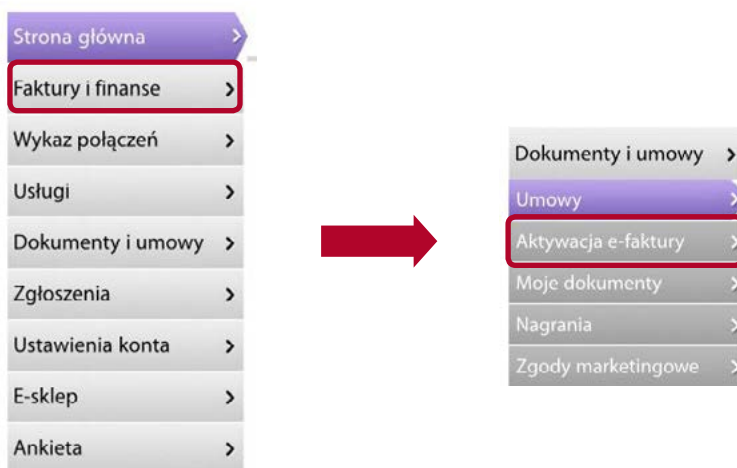 Strona główna
Faktury i finanse
Wykaz połączeń
Usługi
Dokumenty i umowy
Zgłoszenia
Ustawienia konta
E-sklep
Ankieta
Dokumenty i umowy
Umowy
Aktywacja e-faktury
Moje dokumenty
Nagrania
Zgody marketingowe